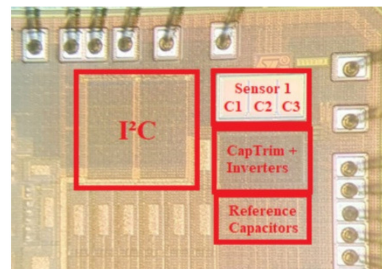 I²C
Sensor 1
C1 C2 C3
CapTrim +
Inverters
Reference
Capacitors